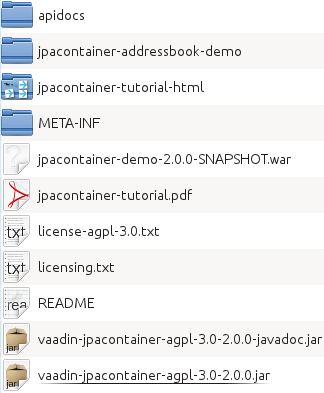 apidocs
jpacontainer-addressbook-demo
jpacontainer-tutorial-html
META-INF
jpacontainer-demo-2.0.0-SNAPSHOT.war
jpacontainer-tutorial.pdf
txt license-agpl-3.0.txt
txt licensing.txt
rea README
jar vaadin-jpacontainer-agpl-3.0-2.0.0-javadoc.jar
jar vaadin-jpacontainer-agpl-3.0-2.0.0.jar